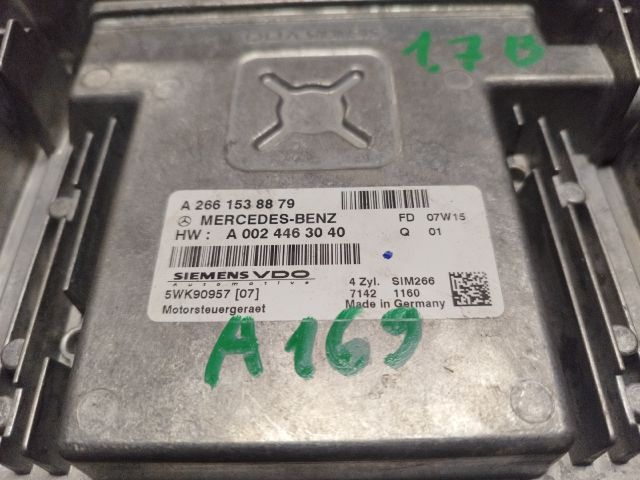 1,7 B
A 266 153 88 79
MERCEDES-BENZ
FD 07W15
HW: A 002 446 30 40
Q 01
SIEMENS VDO
Automotive
4 Zyl. SIM266
5WK90957 [07]
7142 1160
Motorsteuergeraet
Made in Germany
A 169